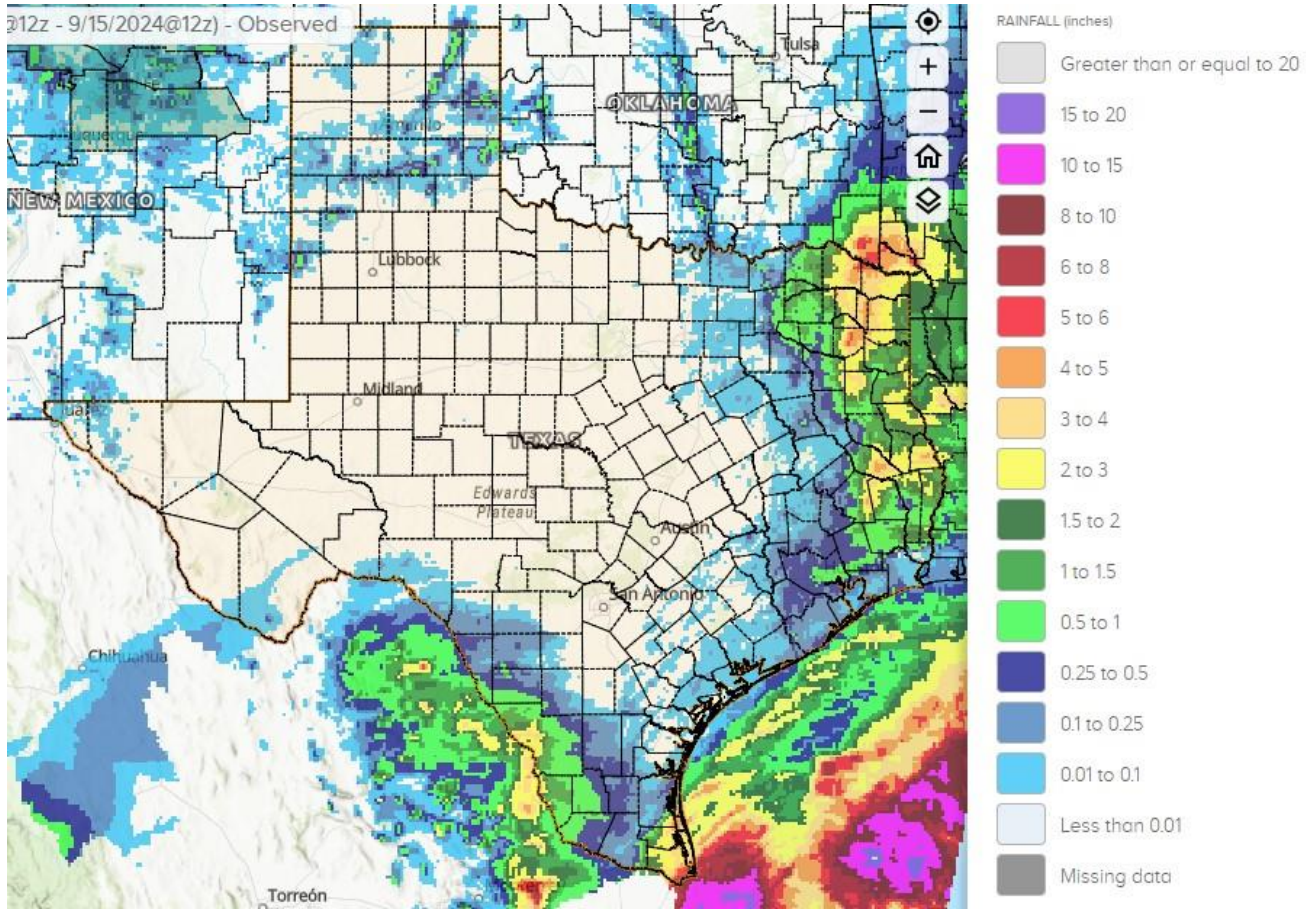 @12z - 9/15/2024@12z) - Observed
+
−
Tulsa
OKLAHOMA
Albuquerque
Amarillo
NEW MEXICO
Lubbock
Midland
TEXAS
Edwards
Plateau
Austin
San Antonio
Chihuahua
Torreón
RAINFALL (inches)
Greater than or equal to 20
15 to 20
10 to 15
8 to 10
6 to 8
5 to 6
4 to 5
3 to 4
2 to 3
1.5 to 2
1 to 1.5
0.5 to 1
0.25 to 0.5
0.1 to 0.25
0.01 to 0.1
Less than 0.01
Missing data